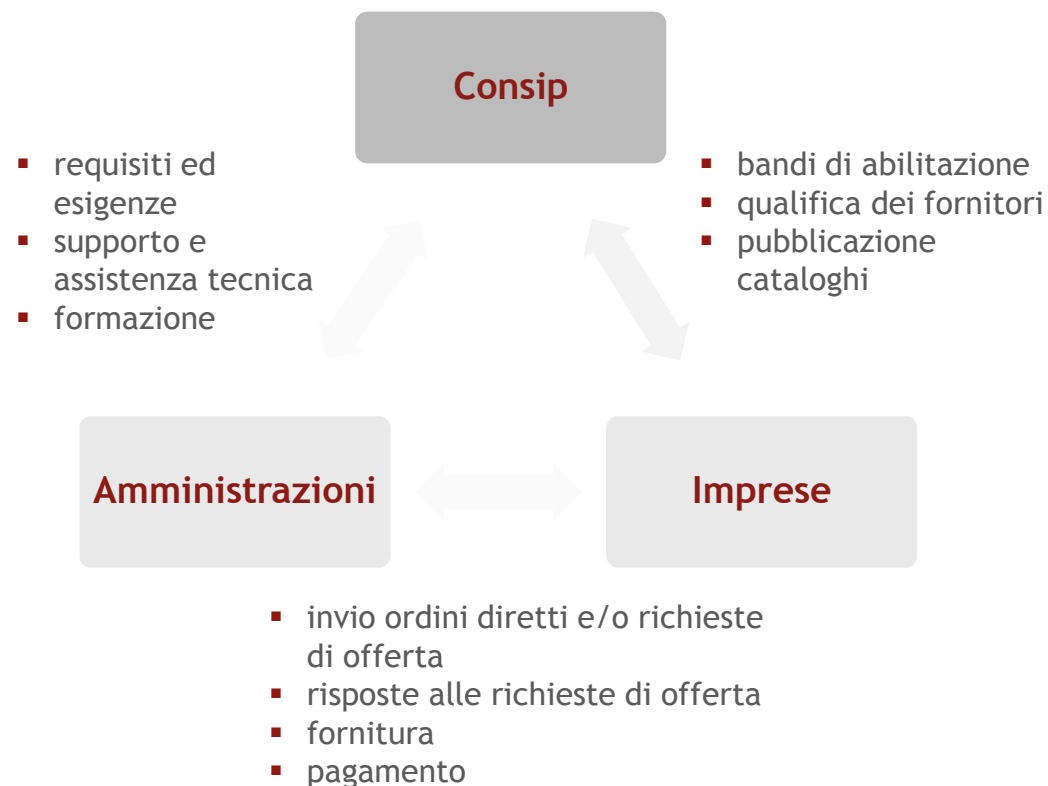 Consip
▪ requisiti ed
esigenze
▪ supporto e
assistenza tecnica
▪ formazione
▪ bandi di abilitazione
▪ qualifica dei fornitori
▪ pubblicazione
cataloghi
Amministrazioni
Imprese
▪ invio ordini diretti e/o richieste
di offerta
▪ risposte alle richieste di offerta
▪ fornitura
▪ pagamento